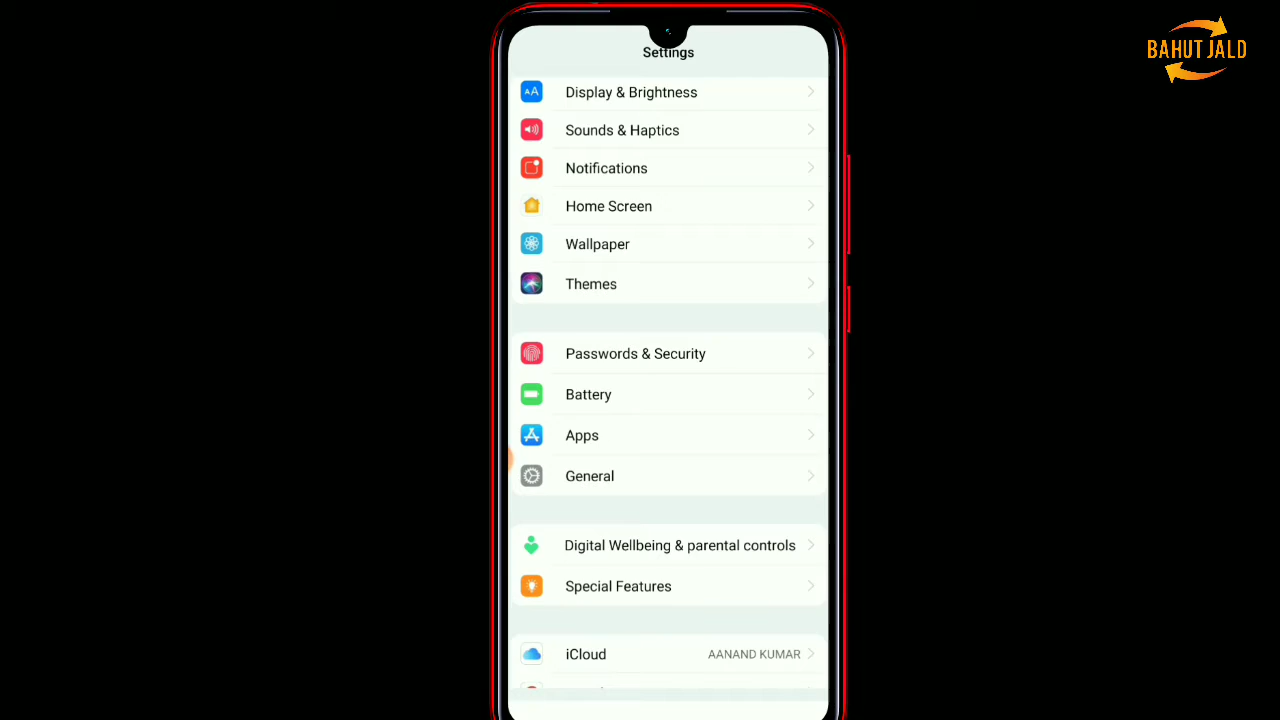 BAHUT JALD
Settings
AA Display & Brightness
Sounds & Haptics
Notifications
Home Screen
Wallpaper
Themes
Passwords & Security
Battery
Apps
General
Digital Wellbeing & parental controls
Special Features
iCloud AANAND KUMAR